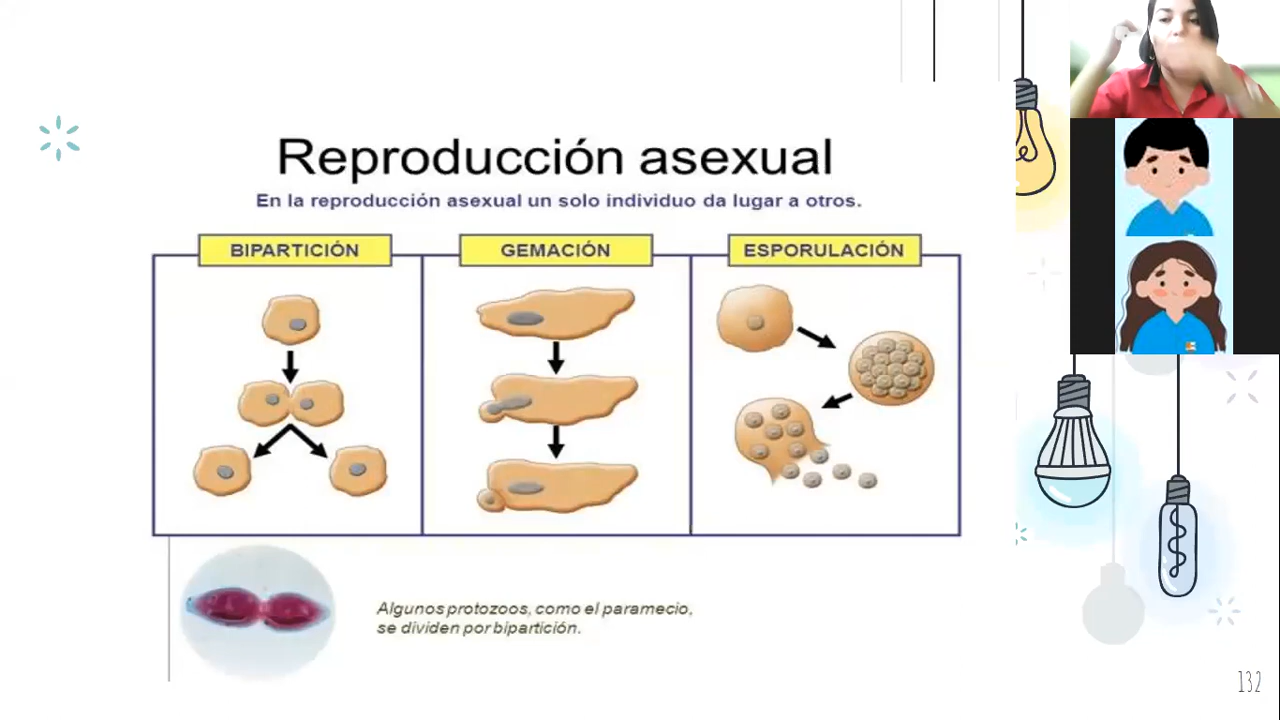 Reproducción asexual
En la reproducción asexual un solo individuo da lugar a otros.
BIPARTICIÓN
GEMACIÓN
ESPORULACIÓN
Algunos protozoos, como el paramecio,
se dividen por bipartición.
132